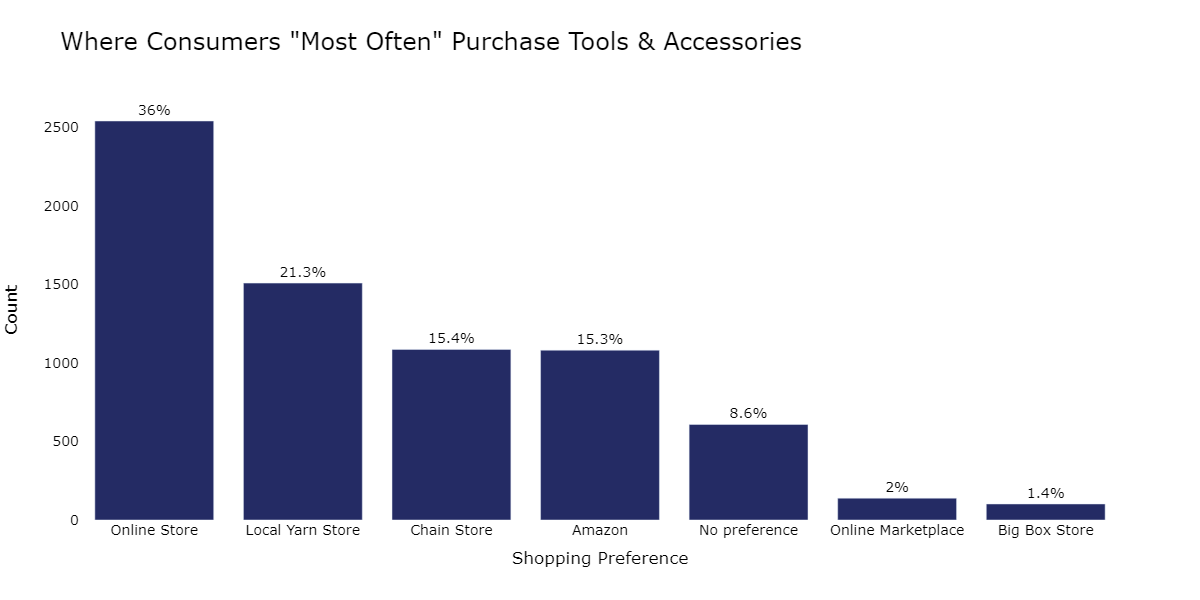 Where Consumers "Most Often" Purchase Tools & Accessories
36%
2500
2000
21.3%
1500
Count
15.4%
15.3%
1000
8.6%
500
2%
1.4%
0
Online Store
Local Yarn Store
Chain Store
Amazon
No preference
Online Marketplace
Big Box Store
Shopping Preference